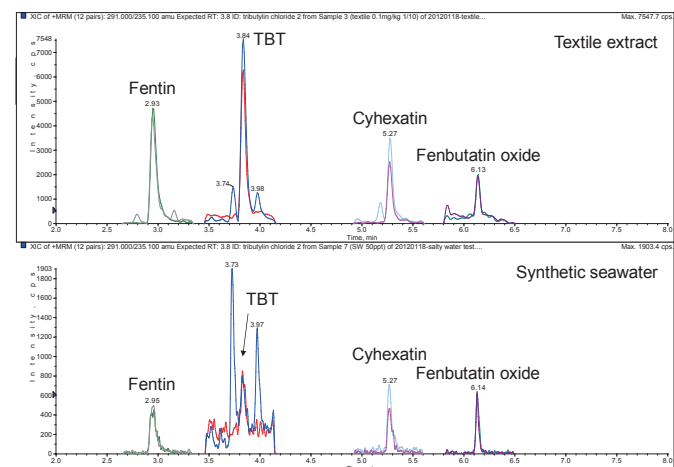 XIC of +MRM (12 pairs): 291.000/235.100 amu Expected RT: 3.8 ID: tributylin chloride 2 from Sample 3 (textile 0.1mg/kg 1/10) of 20120118-textile... Max. 7547.7 cps.
Textile extract
TBT
Fentin
Cyhexatin
Fenbutatin oxide
3.84
2.93
5.27
6.13
3.74
3.98
Intensity, cps
7548
7000
6000
5000
4000
3000
2000
1000
0
2.0 2.5 3.0 3.5 4.0 4.5 5.0 5.5 6.0 6.5 7.0 7.5 8.0
Time, min
XIC of +MRM (12 pairs): 291.000/235.100 amu Expected RT: 3.8 ID: tributylin chloride 2 from Sample 7 (SW 50ppt) of 20120118-salty water test.... Max. 1903.4 cps.
Synthetic seawater
TBT
Fentin
Cyhexatin
Fenbutatin oxide
3.73
3.97
2.95
5.27
6.14
Intensity, cps
1903
1800
1600
1400
1200
1000
800
600
400
200
0
2.0 2.5 3.0 3.5 4.0 4.5 5.0 5.5 6.0 6.5 7.0 7.5 8.0